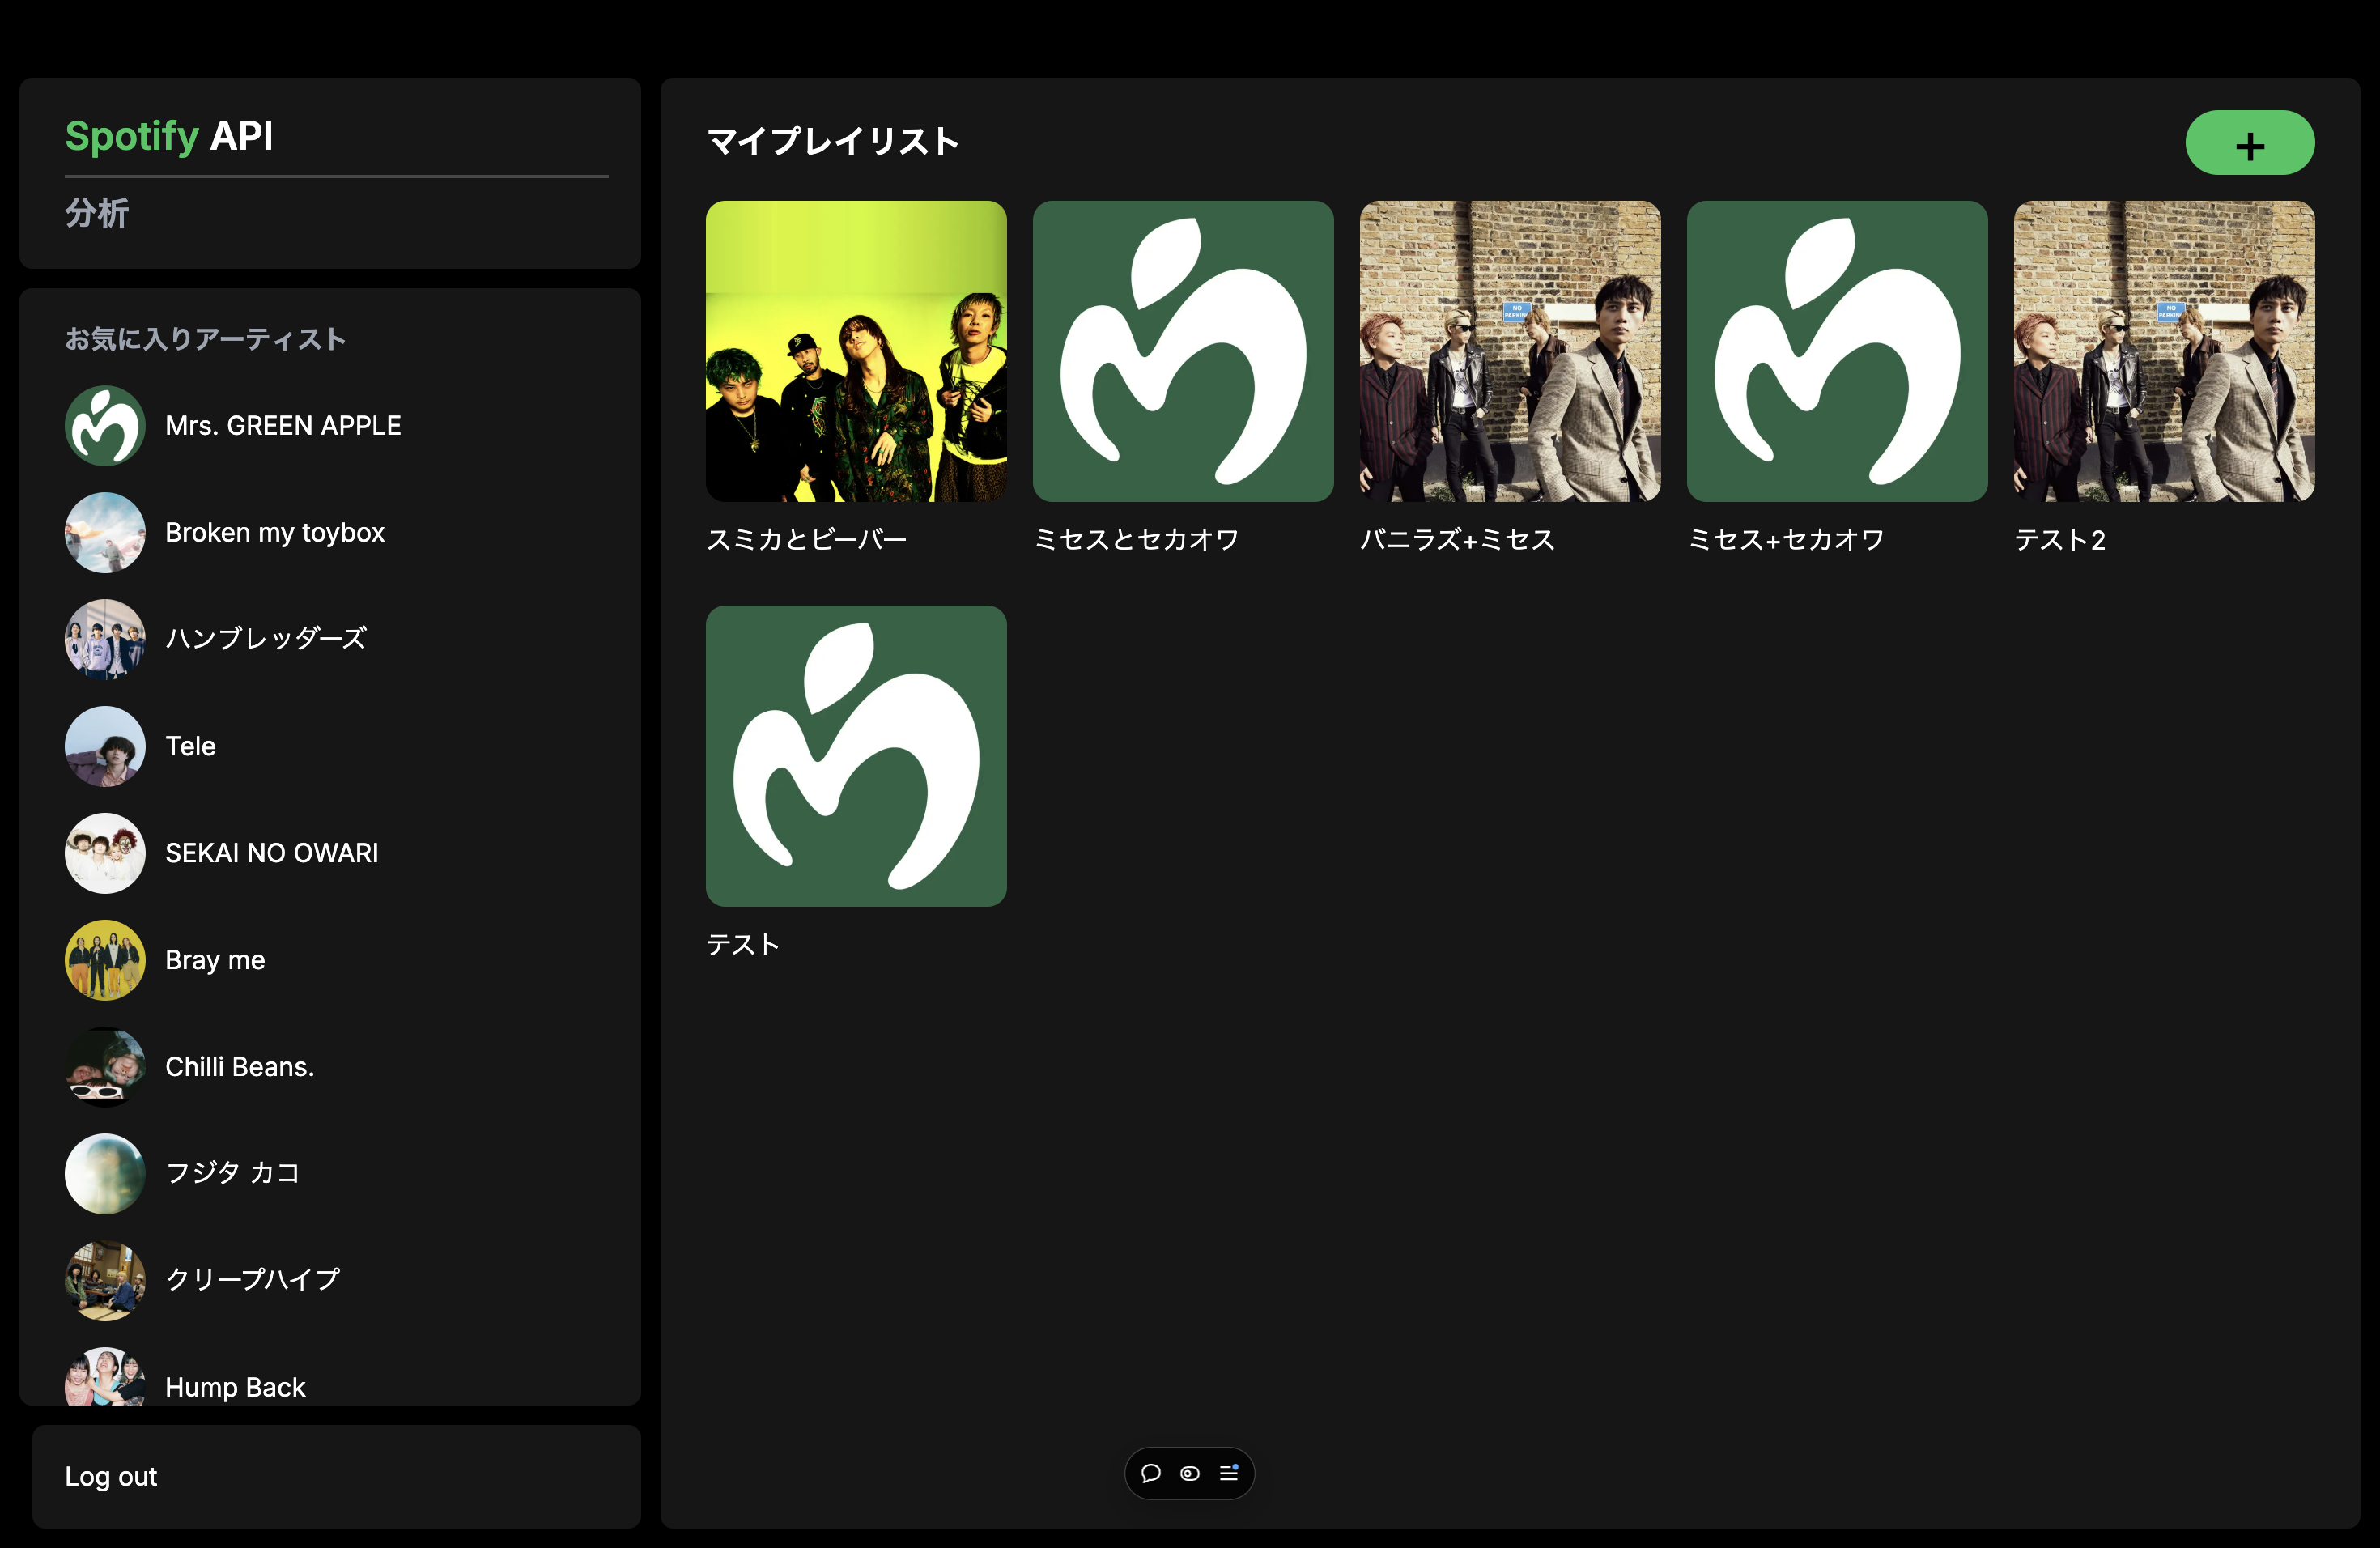 Spotify API
分析
お気に入りアーティスト
Mrs. GREEN APPLE
Broken my toybox
ハンブレッダーズ
Tele
SEKAI NO OWARI
Bray me
Chilli Beans.
フジタ カコ
クリープハイプ
Hump Back
Log out
マイプレイリスト
+
スミカとビーバー
ミセスとセカオワ
バニラズ+ミセス
ミセス+セカオワ
テスト2
NO
PARKING
NO
PARKING
テスト